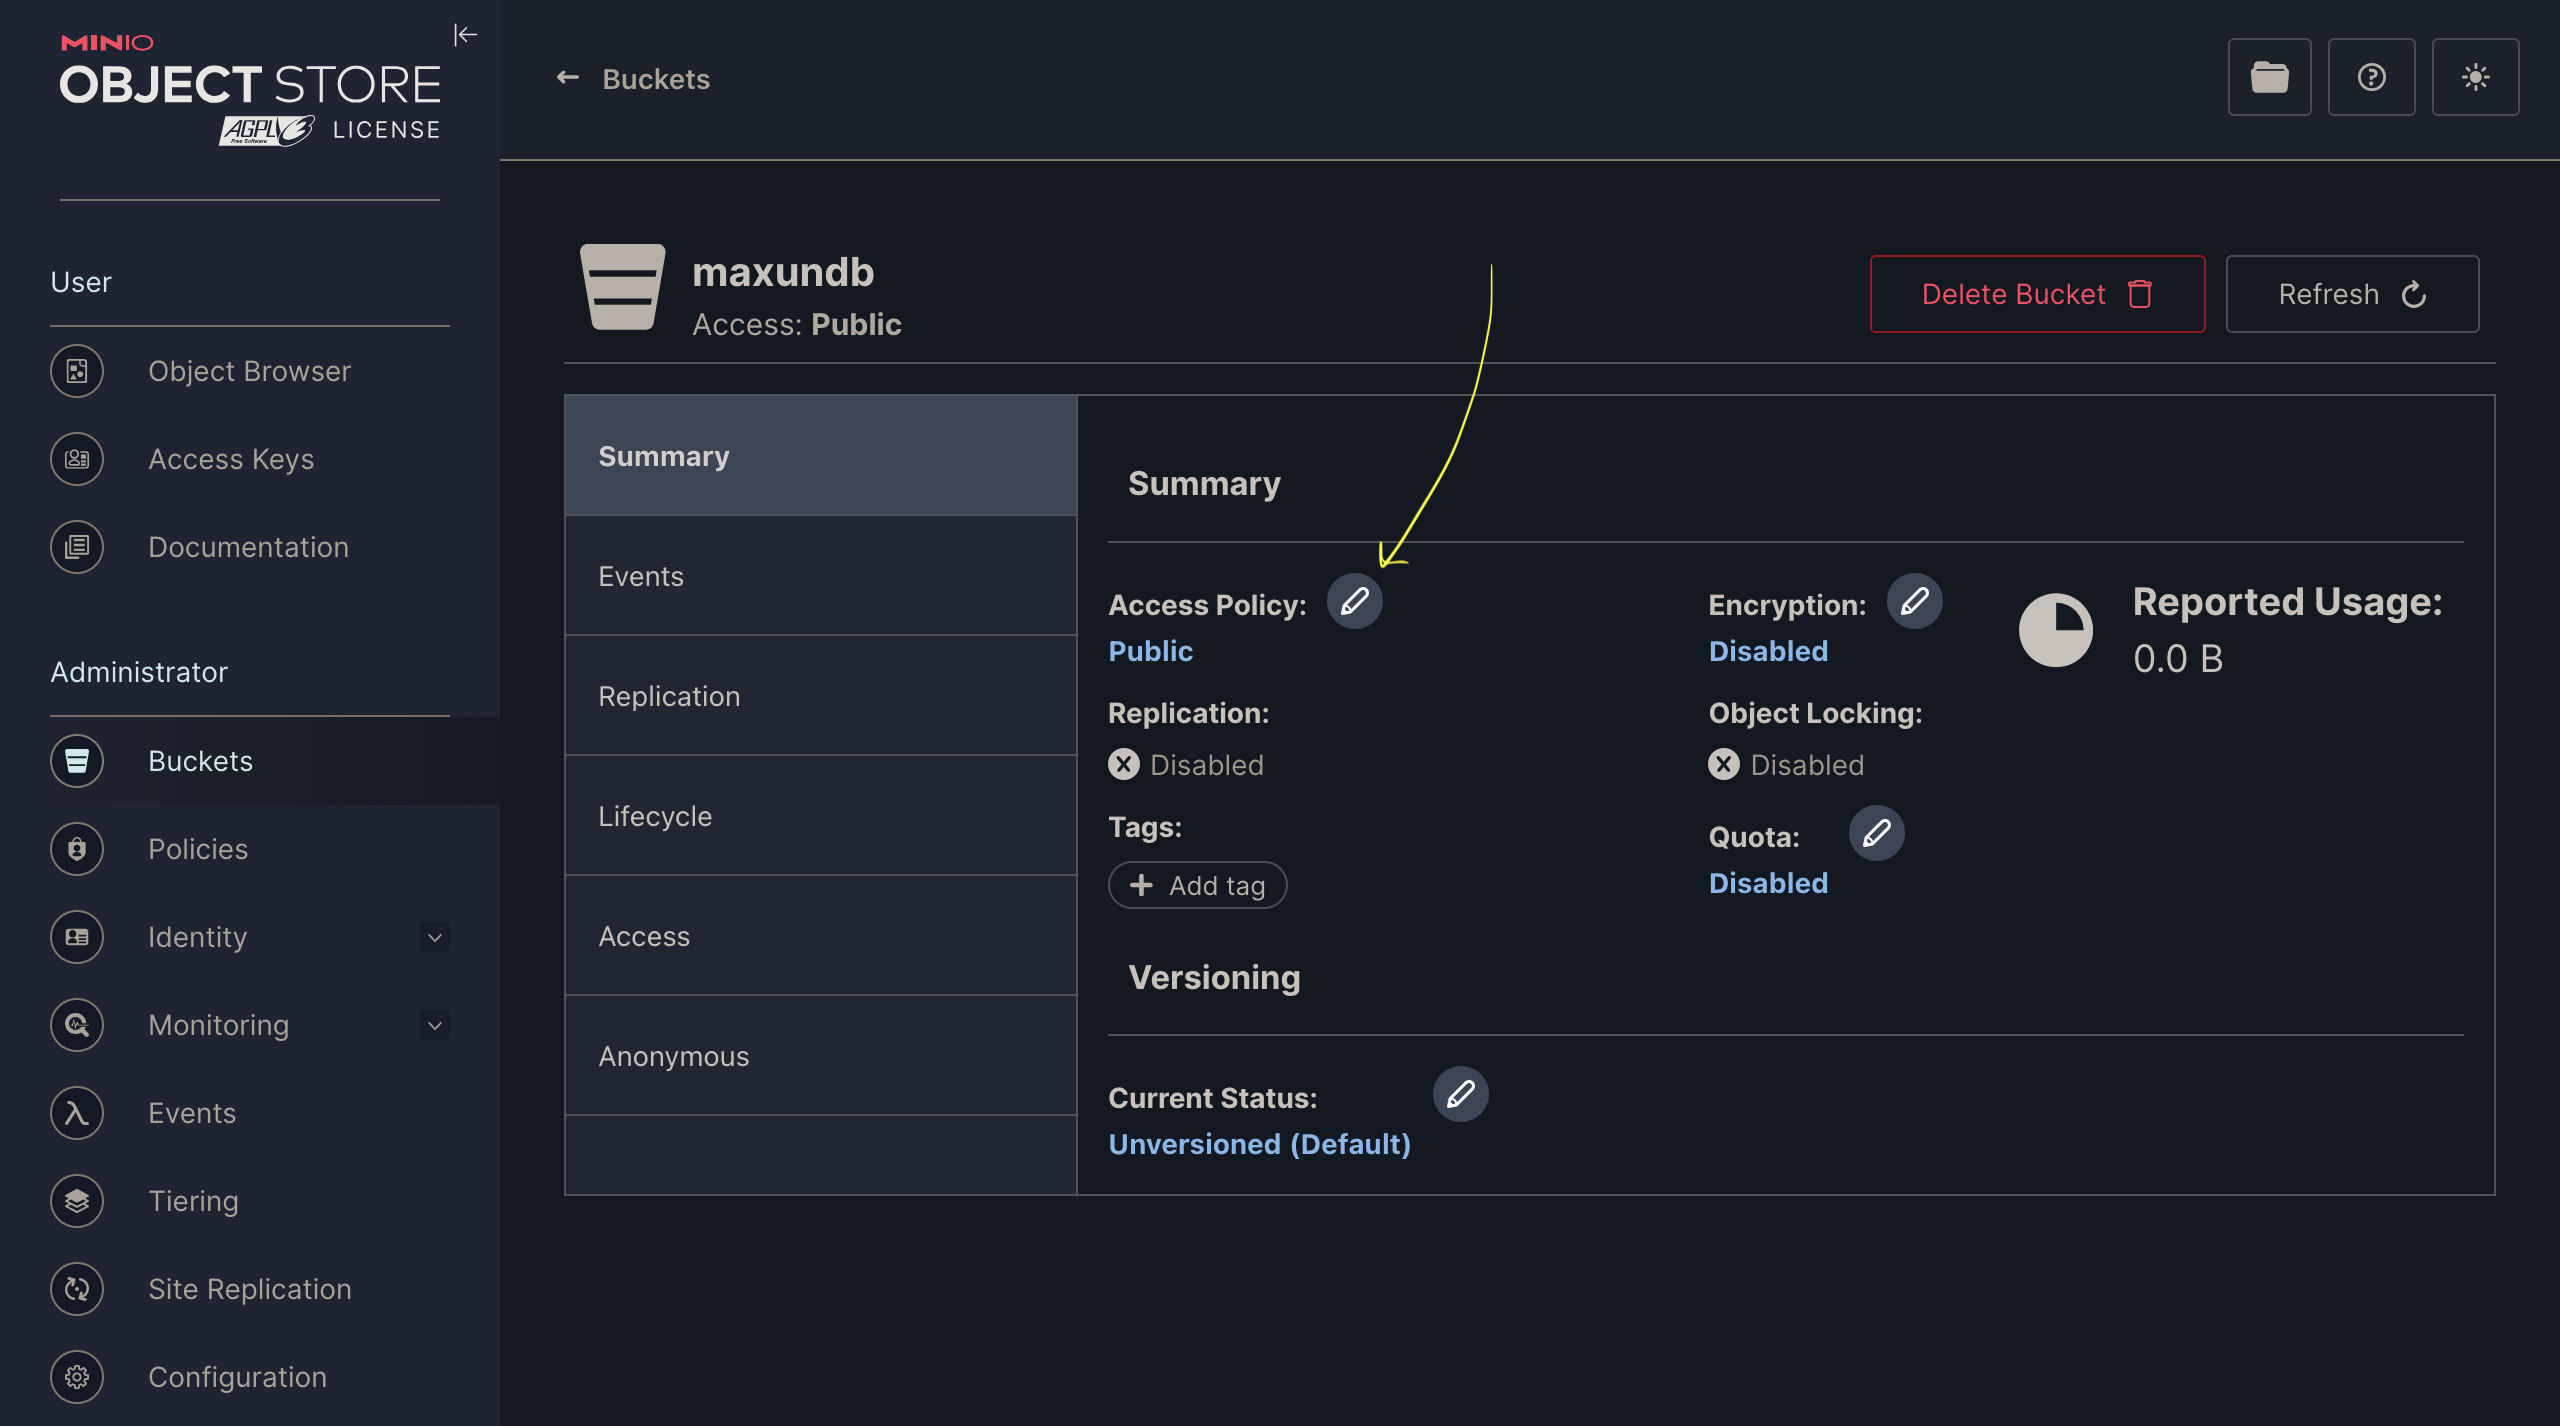 MINIO
OBJECT STORE
AGPLv3 LICENSE
Free Software
User
Object Browser
Access Keys
Documentation
Administrator
Buckets
Policies
Identity
Monitoring
Events
Tiering
Site Replication
Configuration
Buckets
maxundb
Access: Public
Delete Bucket
Refresh
Summary
Events
Replication
Lifecycle
Access
Anonymous
Summary
Access Policy:
Public
Replication:
Disabled
Tags:
Add tag
Encryption:
Disabled
Object Locking:
Disabled
Quota:
Disabled
Reported Usage:
0.0 B
Versioning
Current Status:
Unversioned (Default)